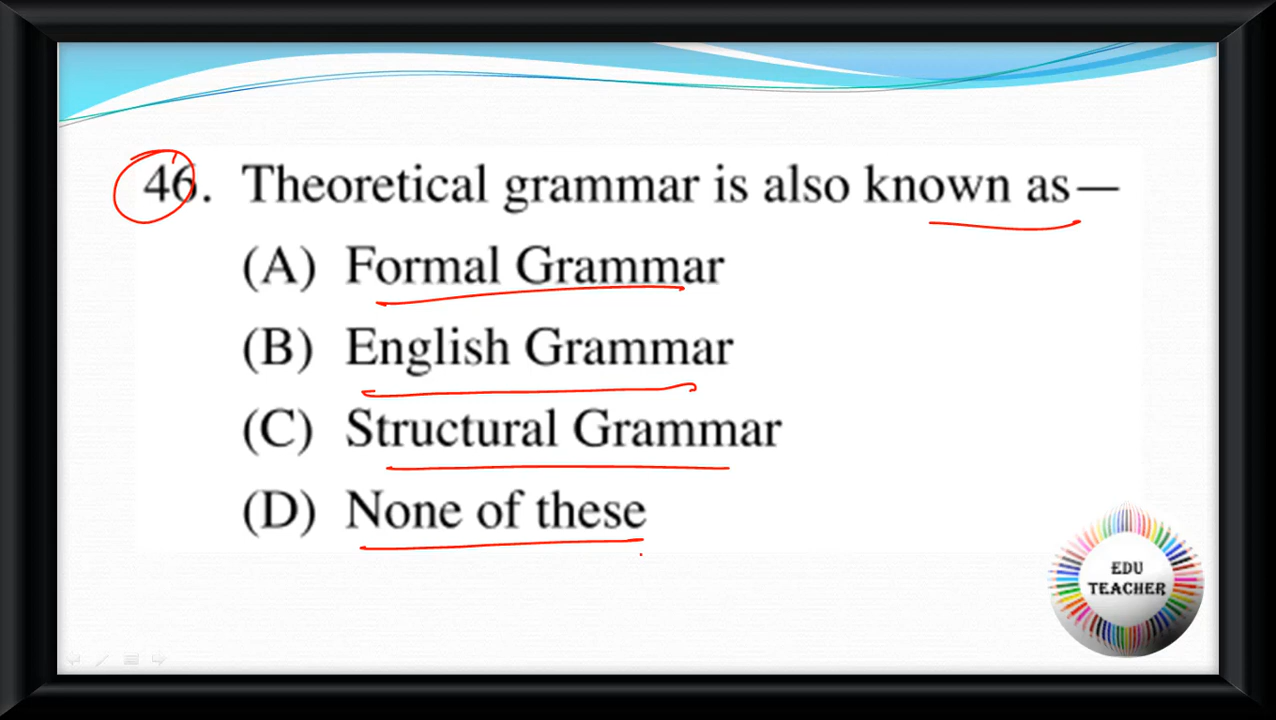 46. Theoretical grammar is also known as—
(A) Formal Grammar
(B) English Grammar
(C) Structural Grammar
(D) None of these
EDU
TEACHER